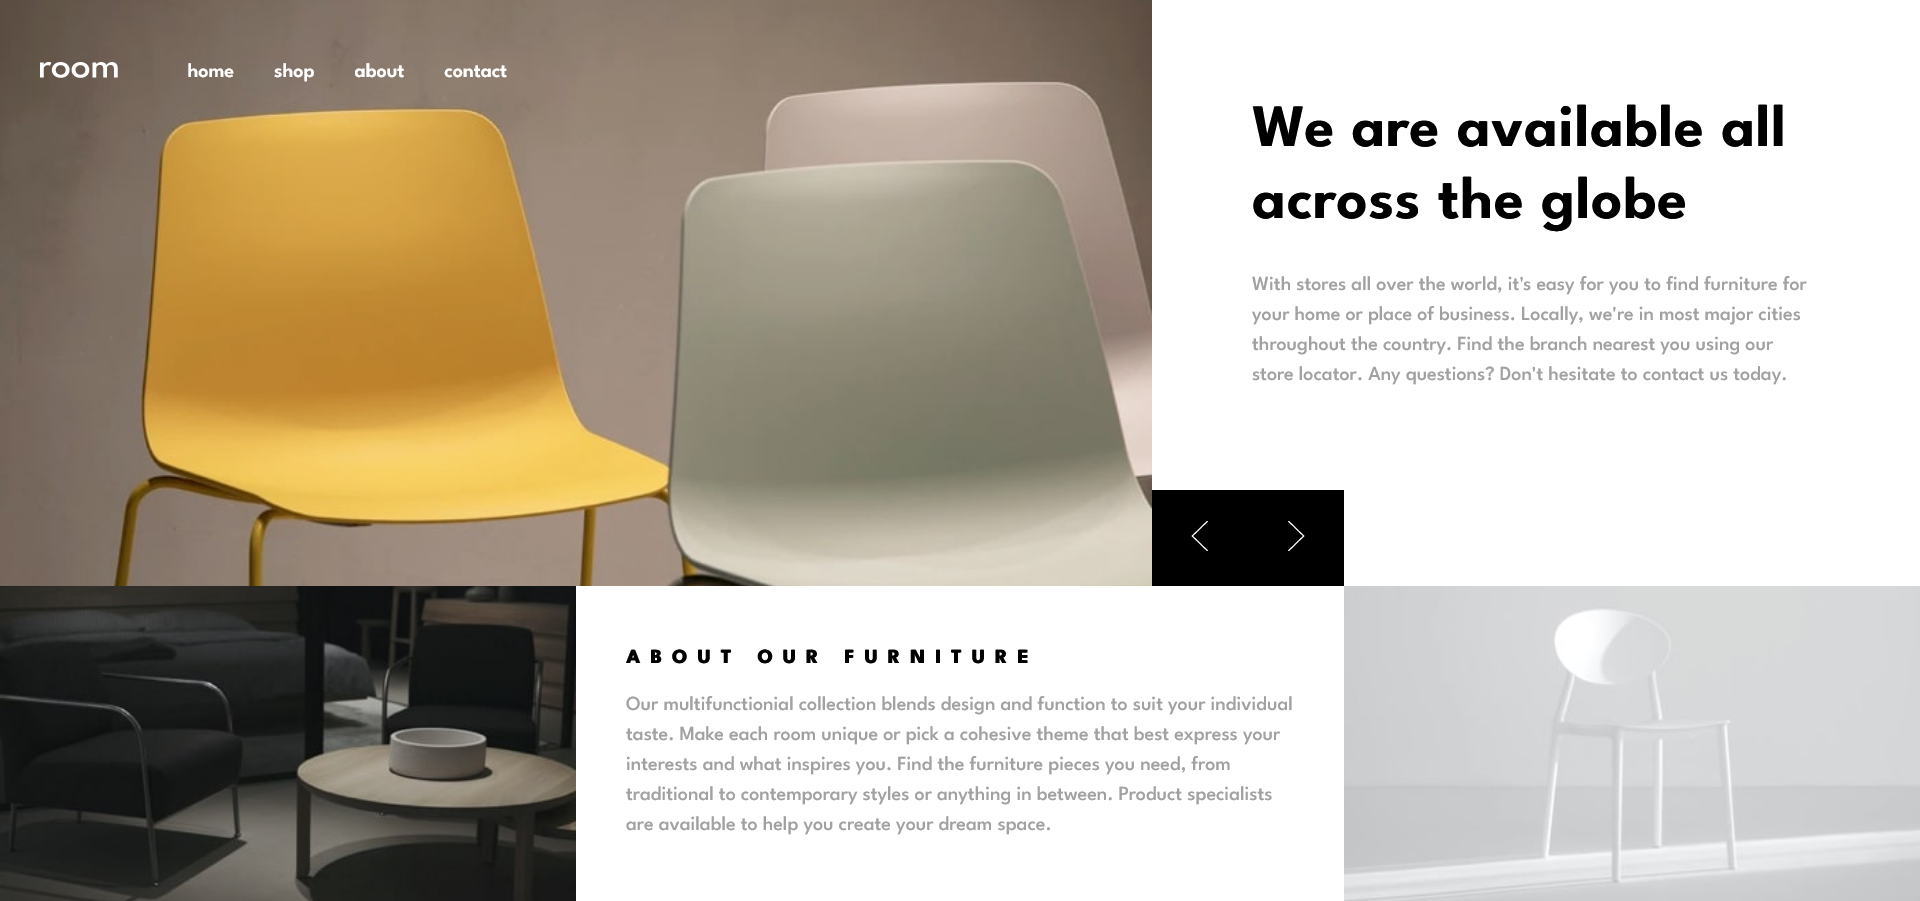 room
home shop about contact
We are available all
across the globe
With stores all over the world, it's easy for you to find furniture for
your home or place of business. Locally, we're in most major cities
throughout the country. Find the branch nearest you using our
store locator. Any questions? Don't hesitate to contact us today.
ABOUT OUR FURNITURE
Our multifunctionial collection blends design and function to suit your individual
taste. Make each room unique or pick a cohesive theme that best express your
interests and what inspires you. Find the furniture pieces you need, from
traditional to contemporary styles or anything in between. Product specialists
are available to help you create your dream space.